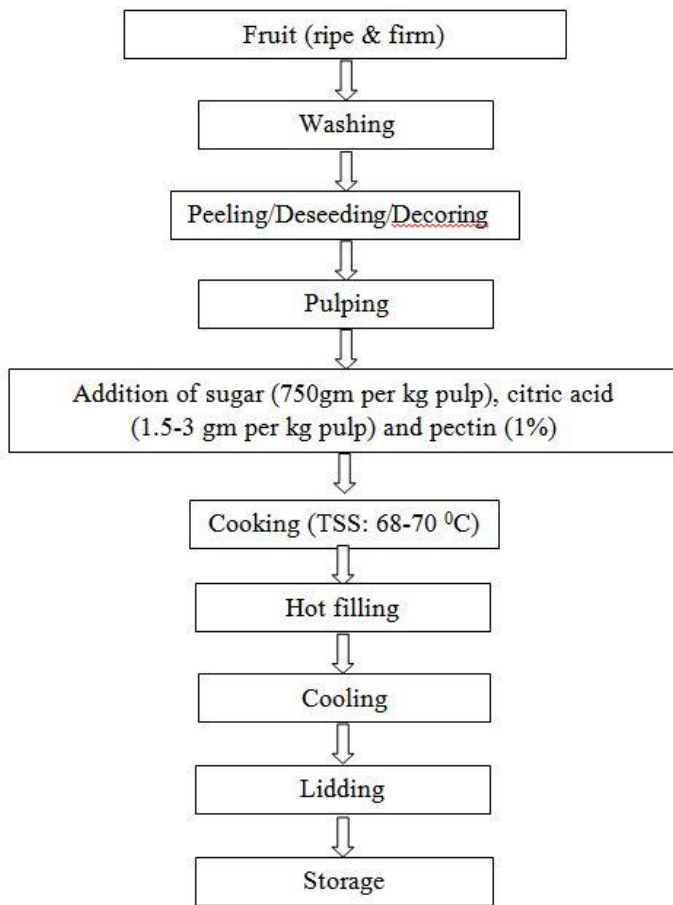 Fruit (ripe & firm)
Washing
Peeling/Deseeding/Decoring
Pulping
Addition of sugar (750gm per kg pulp), citric acid
(1.5-3 gm per kg pulp) and pectin (1%)
Cooking (TSS: 68-70 ⁰C)
Hot filling
Cooling
Lidding
Storage